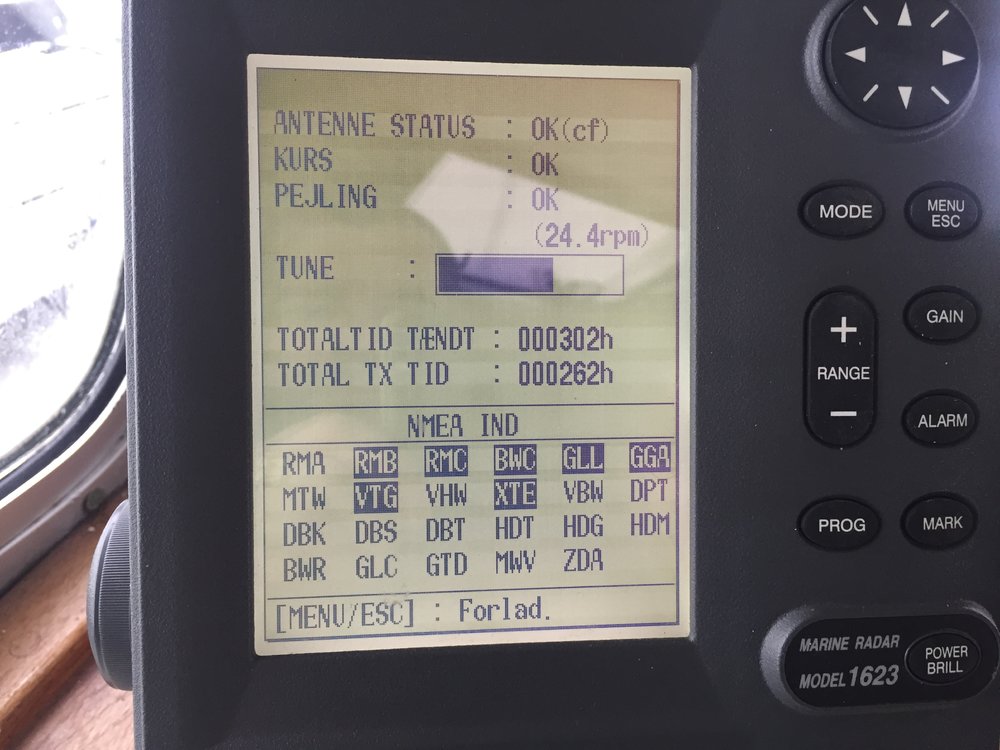 ANTENNE STATUS : OK(cf)
KURS : OK
PEJLING : OK
(24.4rpm)
TUNE :
TOTALTID TÆNDT : 000302h
TOTAL TX TID : 000262h
NMEA IND
RMA RMB RMC BWC GLL GGA
MTW VTG VHW XTE VBW DPT
DBK DBS DBT HDT HDG HDM
BWR GLC GTD MWV ZDA
[MENU/ESC] : Forlad.
MODE
MENU
ESC
+
RANGE
−
GAIN
ALARM
PROG
MARK
MARINE RADAR
MODEL 1623
POWER
BRILL